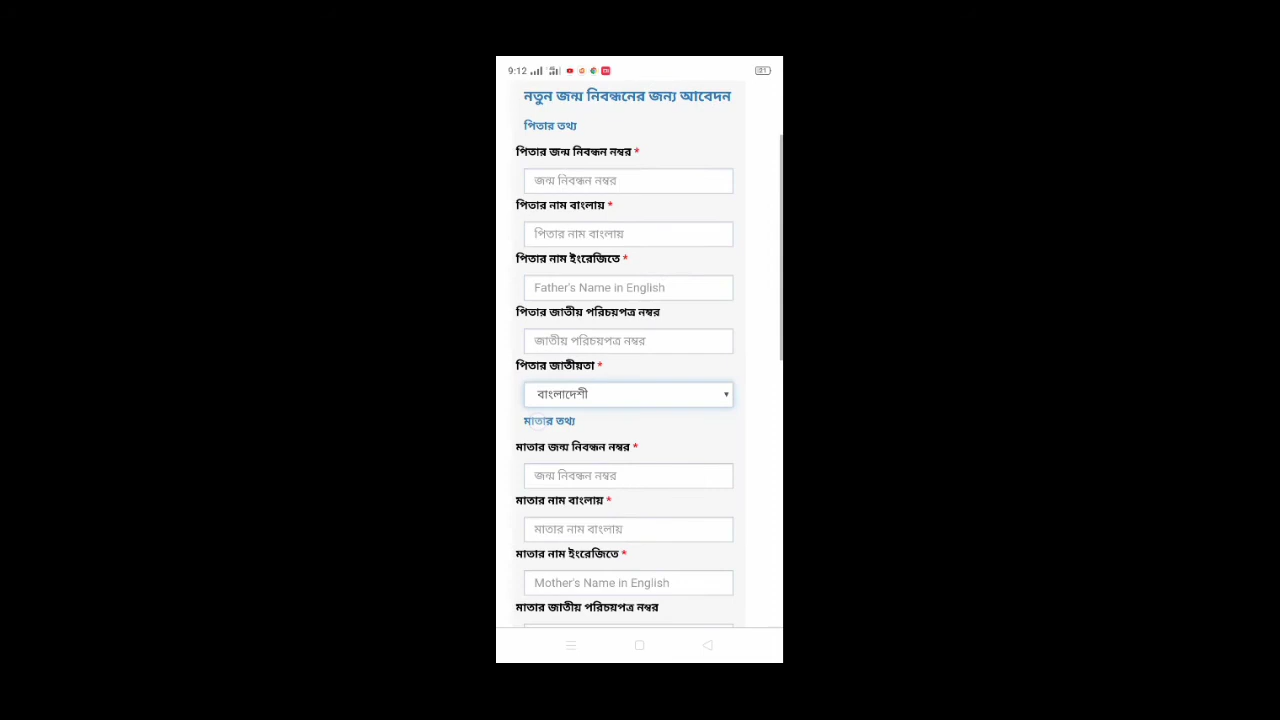 9:12
নতুন জন্ম নিবন্ধনের জন্য আবেদন
পিতার তথ্য
পিতার জন্ম নিবন্ধন নম্বর *
জন্ম নিবন্ধন নম্বর
পিতার নাম বাংলায় *
পিতার নাম বাংলায়
পিতার নাম ইংরেজিতে *
Father's Name in English
পিতার জাতীয় পরিচয়পত্র নম্বর
জাতীয় পরিচয়পত্র নম্বর
পিতার জাতীয়তা *
বাংলাদেশী
মাতার তথ্য
মাতার জন্ম নিবন্ধন নম্বর *
জন্ম নিবন্ধন নম্বর
মাতার নাম বাংলায় *
মাতার নাম বাংলায়
মাতার নাম ইংরেজিতে *
Mother's Name in English
মাতার জাতীয় পরিচয়পত্র নম্বর